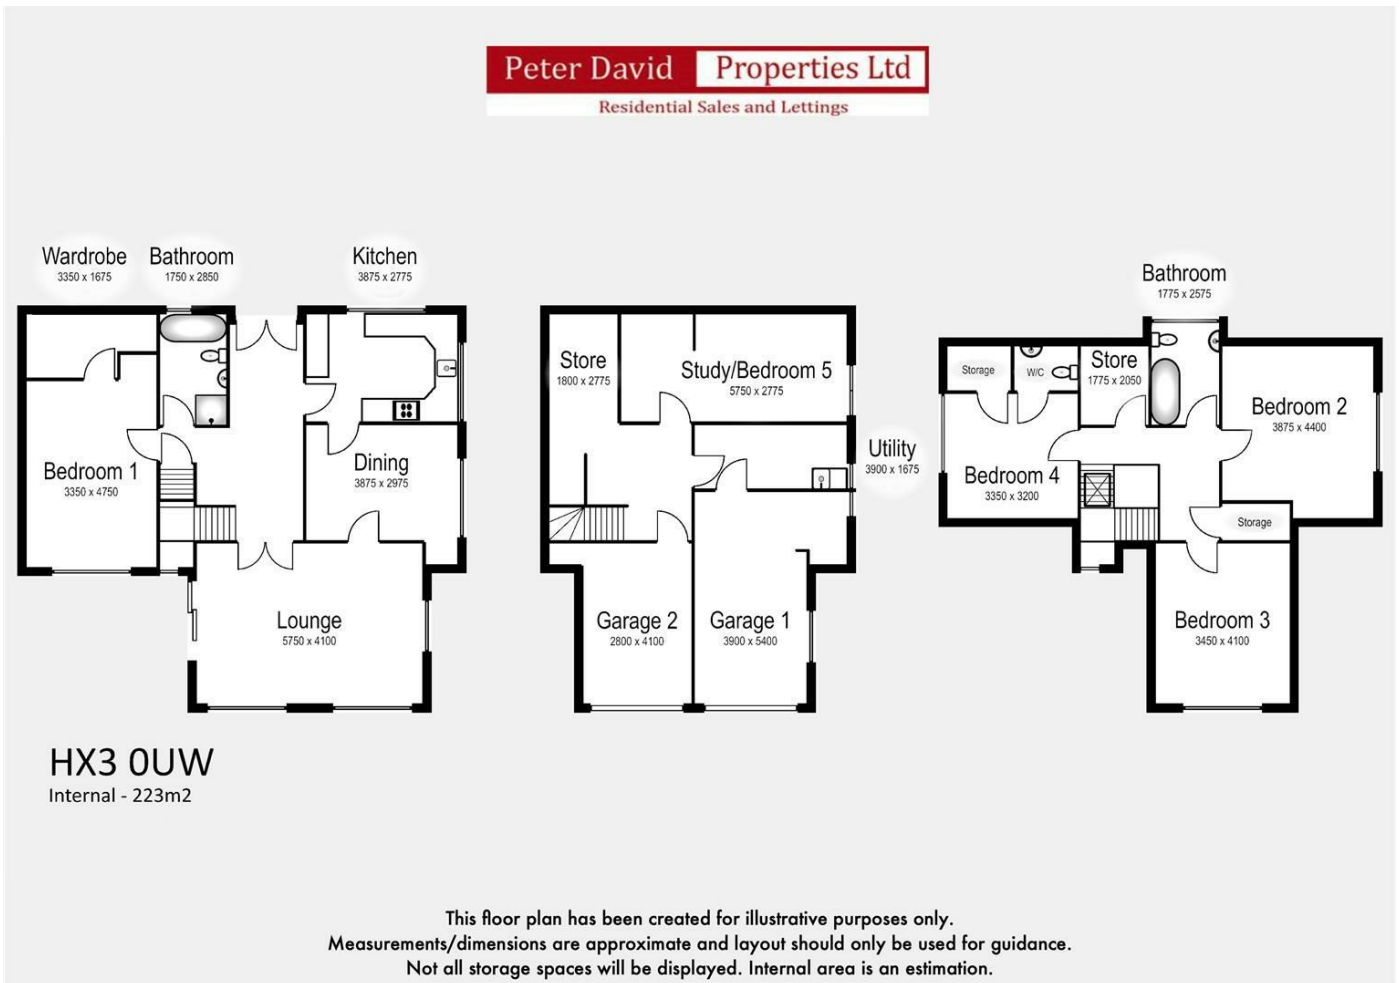 Peter David Properties Ltd
Residential Sales and Lettings
Wardrobe
3350 x 1675
Bathroom
1750 x 2850
Kitchen
3875 x 2775
Bedroom 1
3350 x 4750
Dining
3875 x 2975
Lounge
5750 x 4100
Store
1800 x 2775
Study/Bedroom 5
5750 x 2775
Utility
3900 x 1675
Garage 2
2800 x 4100
Garage 1
3900 x 5400
Bathroom
1775 x 2575
Storage
W/C
Store
1775 x 2050
Bedroom 2
3875 x 4400
Bedroom 4
3350 x 3200
Storage
Bedroom 3
3450 x 4100
HX3 0UW
Internal - 223m2
This floor plan has been created for illustrative purposes only.
Measurements/dimensions are approximate and layout should only be used for guidance.
Not all storage spaces will be displayed. Internal area is an estimation.